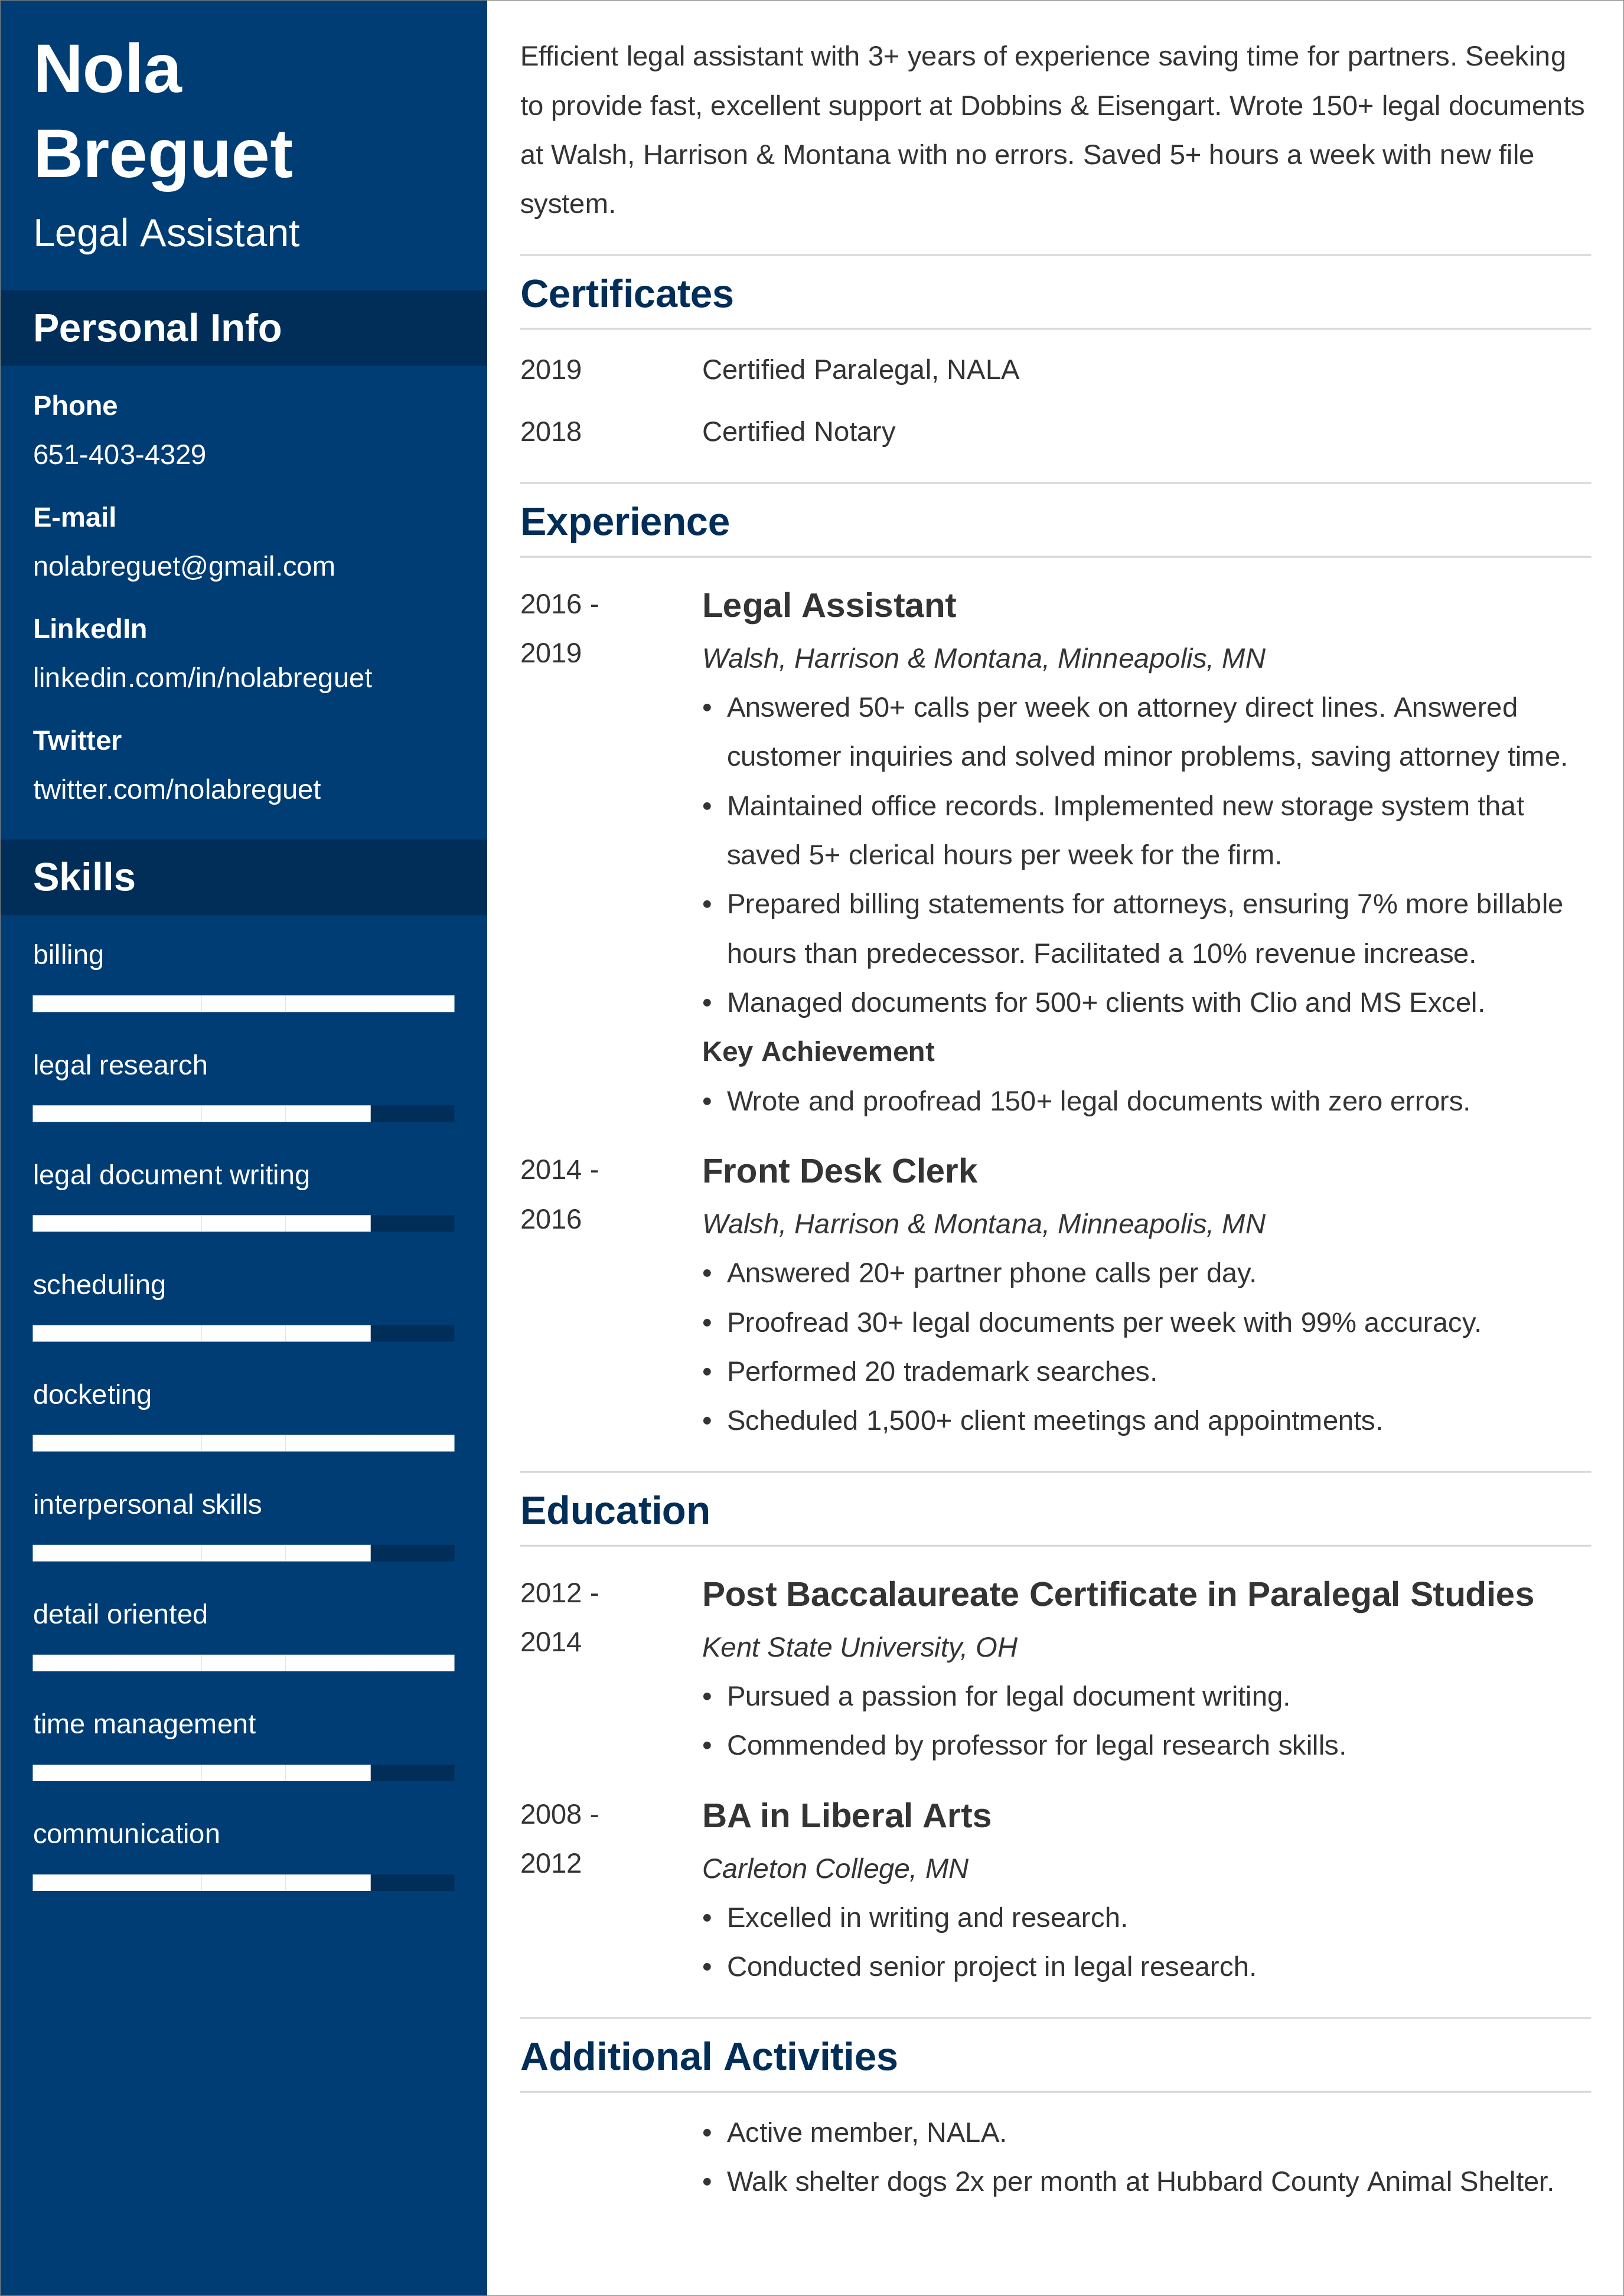 Nola
Breguet
Legal Assistant
Personal Info
Phone
651-403-4329
E-mail
nolabreguet@gmail.com
LinkedIn
linkedin.com/in/nolabreguet
Twitter
twitter.com/nolabreguet
Skills
billing
legal research
legal document writing
scheduling
docketing
interpersonal skills
detail oriented
time management
communication
Efficient legal assistant with 3+ years of experience saving time for partners. Seeking
to provide fast, excellent support at Dobbins & Eisengart. Wrote 150+ legal documents
at Walsh, Harrison & Montana with no errors. Saved 5+ hours a week with new file
system.
Certificates
2019 Certified Paralegal, NALA
2018 Certified Notary
Experience
2016 -
2019
Legal Assistant
Walsh, Harrison & Montana, Minneapolis, MN
• Answered 50+ calls per week on attorney direct lines. Answered
customer inquiries and solved minor problems, saving attorney time.
• Maintained office records. Implemented new storage system that
saved 5+ clerical hours per week for the firm.
• Prepared billing statements for attorneys, ensuring 7% more billable
hours than predecessor. Facilitated a 10% revenue increase.
• Managed documents for 500+ clients with Clio and MS Excel.
Key Achievement
• Wrote and proofread 150+ legal documents with zero errors.
2014 -
2016
Front Desk Clerk
Walsh, Harrison & Montana, Minneapolis, MN
• Answered 20+ partner phone calls per day.
• Proofread 30+ legal documents per week with 99% accuracy.
• Performed 20 trademark searches.
• Scheduled 1,500+ client meetings and appointments.
Education
2012 -
2014
Post Baccalaureate Certificate in Paralegal Studies
Kent State University, OH
• Pursued a passion for legal document writing.
• Commended by professor for legal research skills.
2008 -
2012
BA in Liberal Arts
Carleton College, MN
• Excelled in writing and research.
• Conducted senior project in legal research.
Additional Activities
• Active member, NALA.
• Walk shelter dogs 2x per month at Hubbard County Animal Shelter.